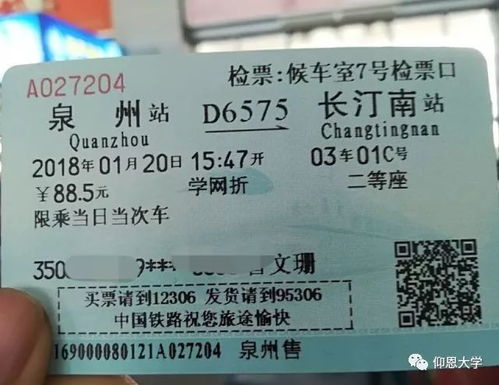 A027204 检票:候车室7号检票口
泉州站 D6575 长汀南站
Quanzhou Changtingnan
2018年01月20日 15:47开 03车01C号
￥88.5元 学网折 二等座
限乘当日当次车
350 9*** 文珊
买票请到12306 发货请到95306
中国铁路祝您旅途愉快
169000080121A027204 泉州售
仰恩大学